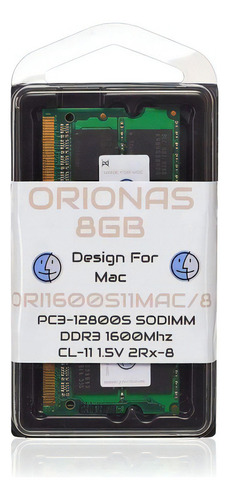 ORIONAS
8GB
Design For
Mac
ORI1600S11MAC/8
PC3-12800S SODIMM
DDR3 1600Mhz
CL-11 1.5V 2Rx-8